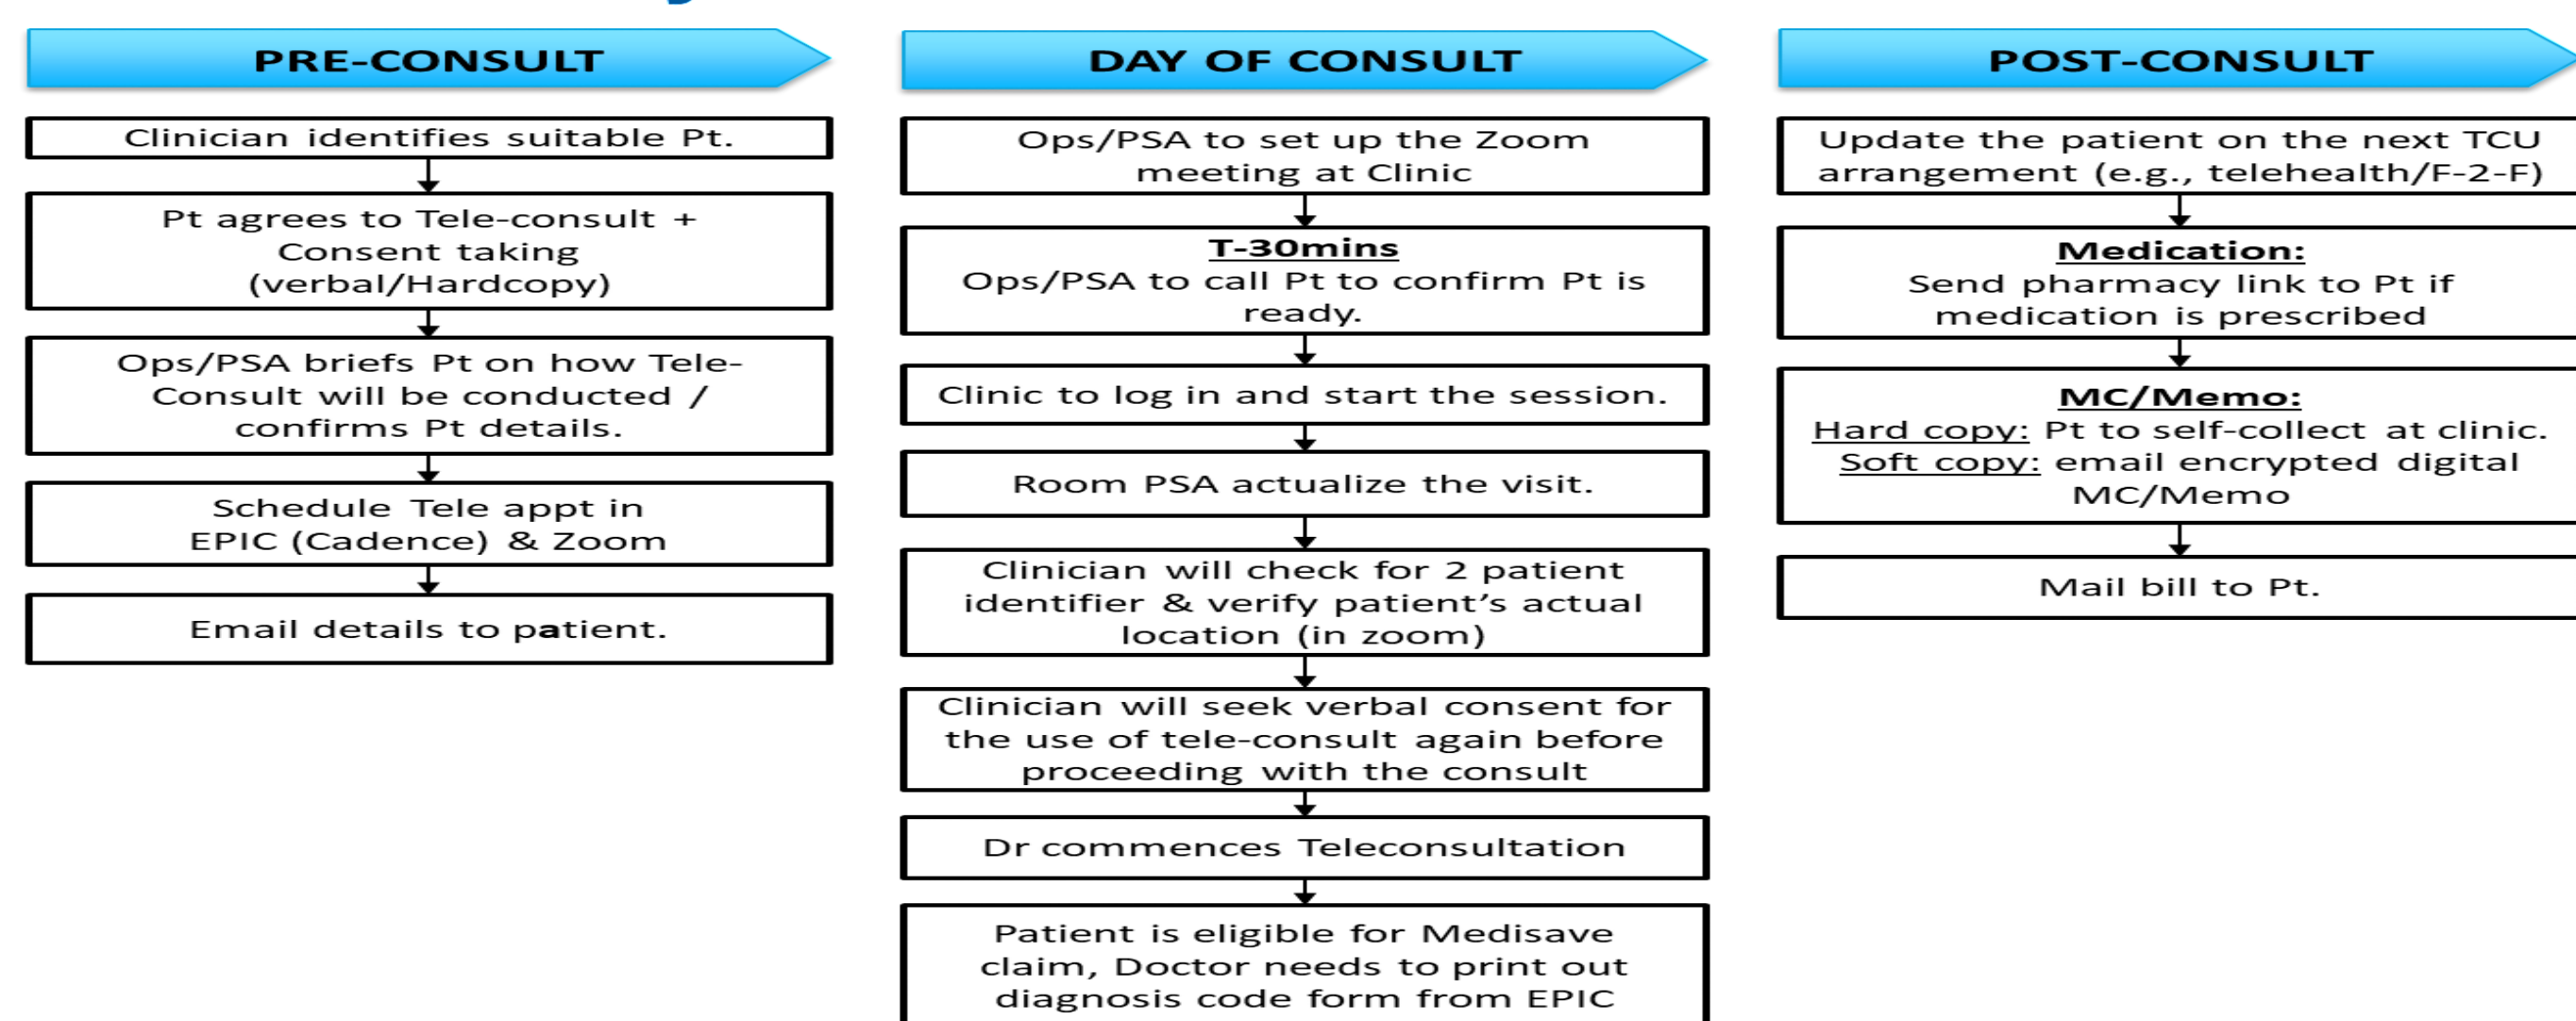 PRE-CONSULT
Clinician identifies suitable Pt.
Pt agrees to Tele-consult +
Consent taking
(verbal/Hardcopy)
Ops/PSA briefs Pt on how Tele-
Consult will be conducted /
confirms Pt details.
Schedule Tele appt in
EPIC (Cadence) & Zoom
Email details to patient.
DAY OF CONSULT
Ops/PSA to set up the Zoom
meeting at Clinic
T-30mins
Ops/PSA to call Pt to confirm Pt is
ready.
Clinic to log in and start the session.
Room PSA actualize the visit.
Clinician will check for 2 patient
identifier & verify patient’s actual
location (in zoom)
Clinician will seek verbal consent for
the use of tele-consult again before
proceeding with the consult
Dr commences Teleconsultation
Patient is eligible for Medisave
claim, Doctor needs to print out
diagnosis code form from EPIC
POST-CONSULT
Update the patient on the next TCU
arrangement (e.g., telehealth/F-2-F)
Medication:
Send pharmacy link to Pt if
medication is prescribed
MC/Memo:
Hard copy: Pt to self-collect at clinic.
Soft copy: email encrypted digital
MC/Memo
Mail bill to Pt.